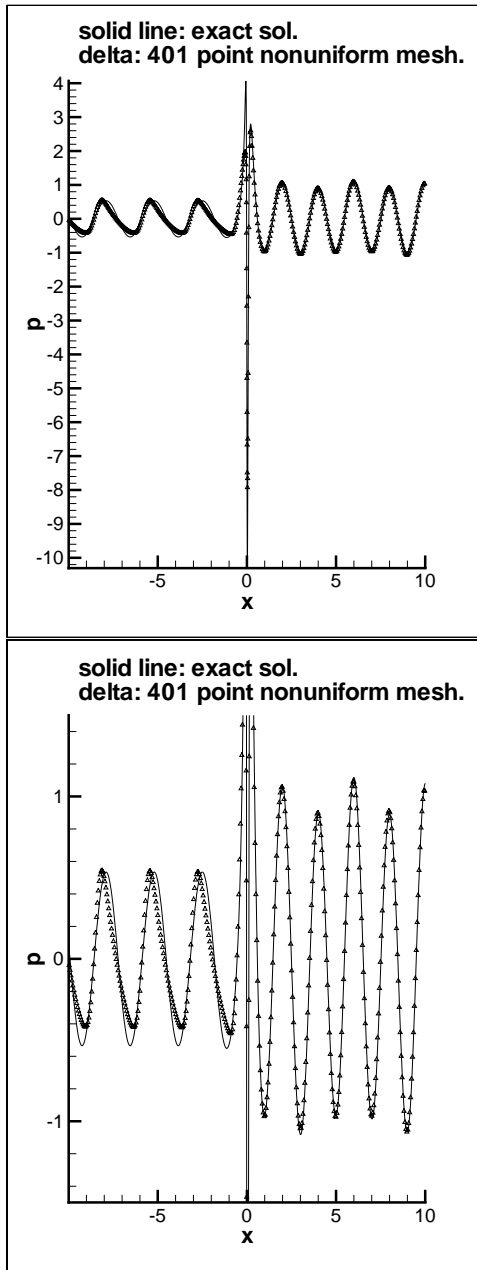 solid line: exact sol.
delta: 401 point nonuniform mesh.
4
3
2
1
0
-1
-2
-3
-4
-5
-6
-7
-8
-9
-10
p
-5 0 5 10
x
solid line: exact sol.
delta: 401 point nonuniform mesh.
1
0
-1
p
-5 0 5 10
x